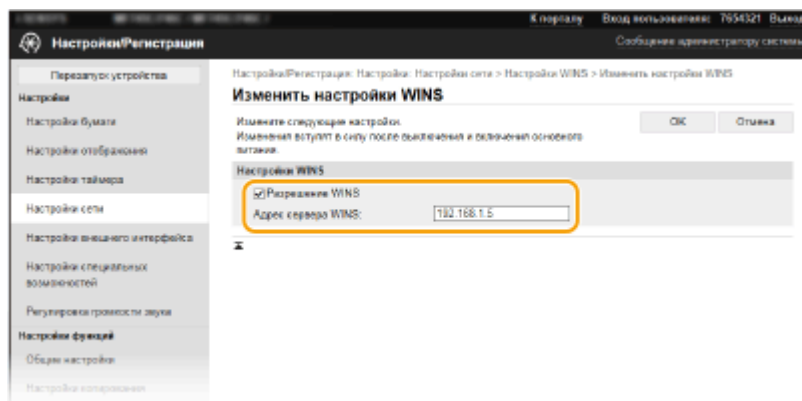 К порталу Вход пользователя: 7654321 Выход
Настройки/Регистрация
Сообщение администратору системы
Перезапуск устройства
Настройки/Регистрация: Настройки: Настройки сети > Настройки WINS > Изменить настройки WINS
Настройки
Изменить настройки WINS
Настройки бумаги
Измените следующие настройки.
Изменения вступят в силу после выключения и включения основного
питания.
OK Отмена
Настройки отображения
Настройки WINS
Настройки таймера
Разрешение WINS
Настройки сети
Адрес сервера WINS: 192.168.1.5
Настройки внешнего интерфейса
Настройки специальных
возможностей
Регулировка громкости звука
Настройки функций
Общие настройки
Настройки копирования